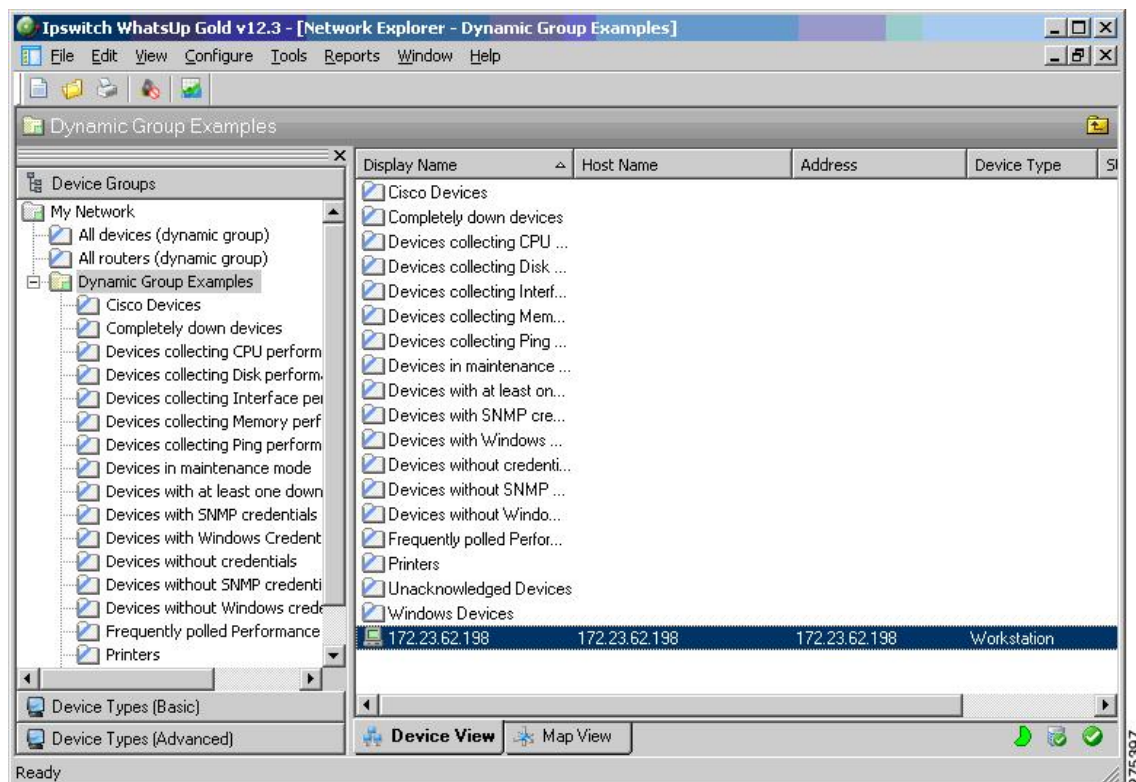 Ipswitch WhatsUp Gold v12.3 - [Network Explorer - Dynamic Group Examples]
File Edit View Configure Tools Reports Window Help
Dynamic Group Examples
Device Groups
My Network
All devices (dynamic group)
All routers (dynamic group)
Dynamic Group Examples
Cisco Devices
Completely down devices
Devices collecting CPU perform
Devices collecting Disk perform
Devices collecting Interface per
Devices collecting Memory perf
Devices collecting Ping perform
Devices in maintenance mode
Devices with at least one down
Devices with SNMP credentials
Devices with Windows Credent
Devices without credentials
Devices without SNMP credenti
Devices without Windows crede
Frequently polled Performance
Printers
Device Types (Basic)
Device Types (Advanced)
Display Name Host Name Address Device Type
Cisco Devices
Completely down devices
Devices collecting CPU ...
Devices collecting Disk ...
Devices collecting Interf...
Devices collecting Mem...
Devices collecting Ping ...
Devices in maintenance ...
Devices with at least on...
Devices with SNMP cre...
Devices with Windows ...
Devices without credenti...
Devices without SNMP ...
Devices without Windo...
Frequently polled Perfor...
Printers
Unacknowledged Devices
Windows Devices
172.23.62.198 172.23.62.198 172.23.62.198 Workstation
Device View Map View
Ready